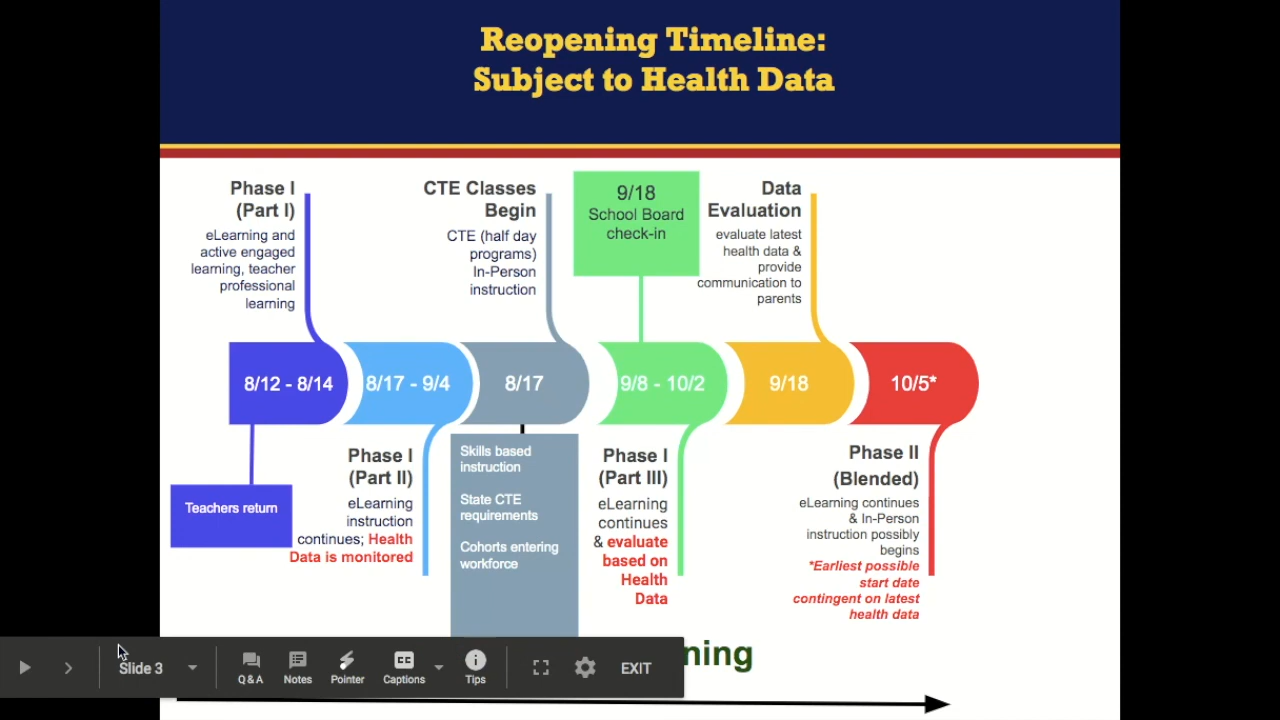 Reopening Timeline:
Subject to Health Data
Phase I
(Part I)
eLearning and
active engaged
learning, teacher
professional
learning
CTE Classes
Begin
CTE (half day
programs)
In-Person
instruction
9/18
School Board
check-in
Data
Evaluation
evaluate latest
health data &
provide
communication to
parents
8/12 - 8/14
8/17 - 9/4
8/17
9/8 - 10/2
9/18
10/5*
Teachers return
Phase I
(Part II)
eLearning
instruction
continues; Health
Data is monitored
Skills based
instruction
State CTE
requirements
Cohorts entering
workforce
Phase I
(Part III)
eLearning
continues
& evaluate
based on
Health
Data
Phase II
(Blended)
eLearning continues
& In-Person
instruction possibly
begins
*Earliest possible
start date
contingent on latest
health data
ning
Slide 3
Q & A
Notes
Pointer
CC
Captions
Tips
EXIT